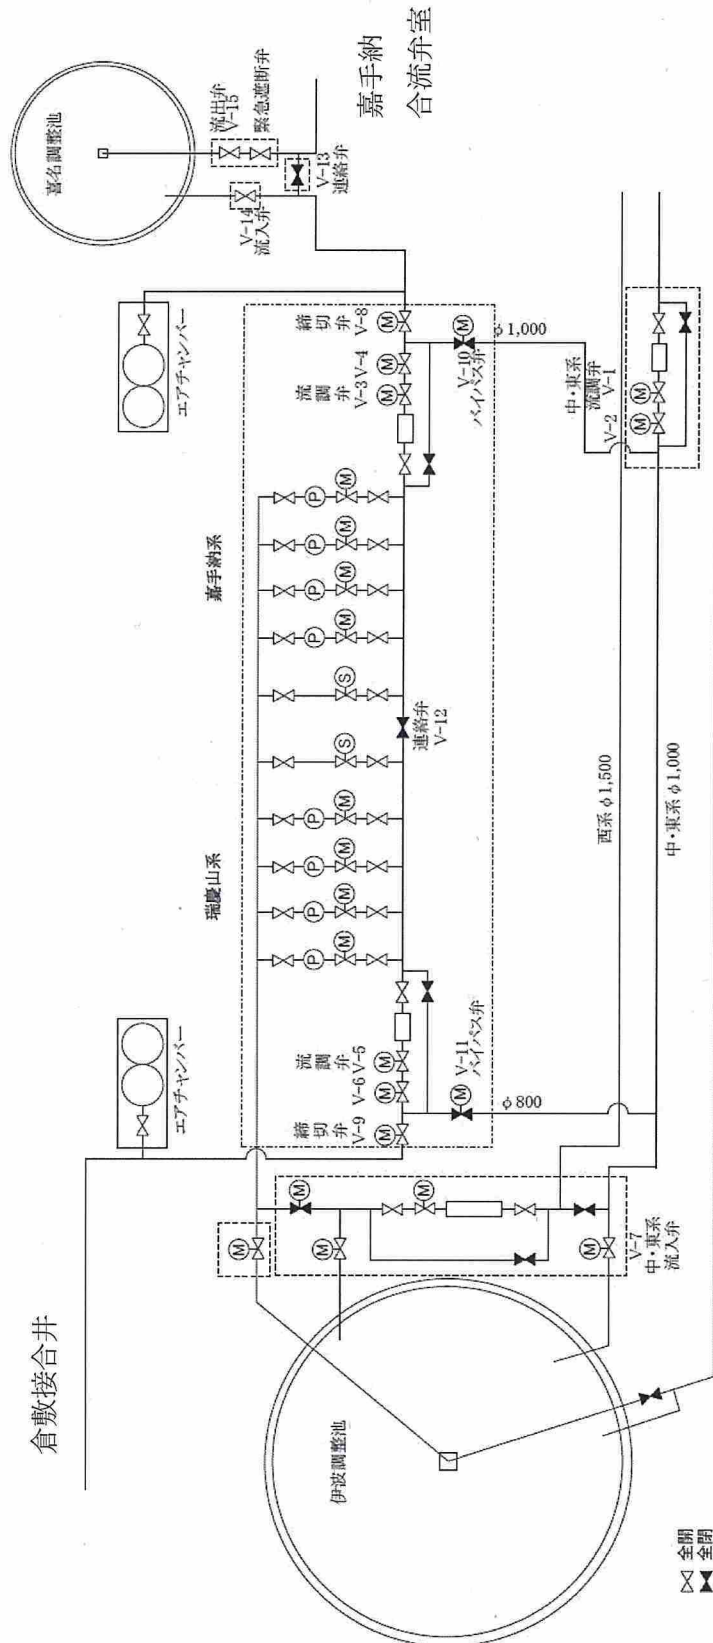 倉敷接合井
エアチャンバー
エアチャンバー
喜名調整池
流出弁
V-15
緊急遮断弁
V-14
流入弁
V-13
連絡弁
嘉手納
合流弁室
瑞慶山系
嘉手納系
P
P
P
P
P
P
P
P
M
M
M
M
S
S
M
M
M
M
締切弁
V-9
V-6
流調弁
V-5
M
M
M
連絡弁
V-12
流調弁
V-3
V-4
締切弁
V-8
M
M
M
M
V-11
バイパス弁
φ800
M
V-10
バイパス弁
φ1,000
M
M
M
M
V-7
中・東系
流入弁
M
伊波調整池
西系 φ1,500
中・東系 φ1,000
中・東系
流調弁
V-1
V-2
M
M
全開
全閉